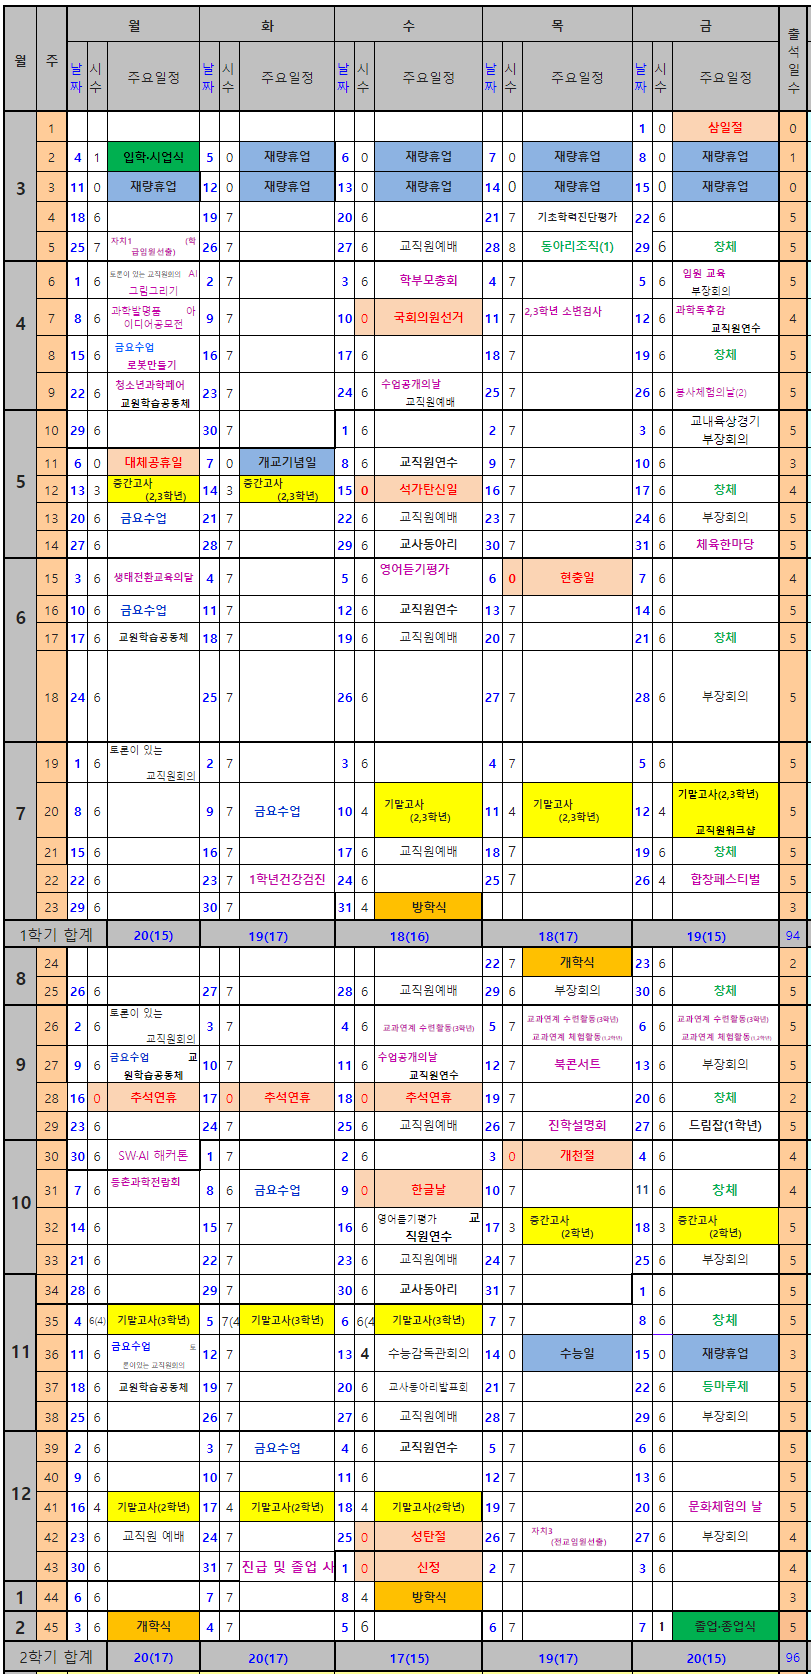 월 주 월 화 수 목 금 출석일수
날짜 시수 주요일정 날짜 시수 주요일정 날짜 시수 주요일정 날짜 시수 주요일정 날짜 시수 주요일정
3
1 1 0 삼일절 0
2 4 1 입학·시업식 5 0 재량휴업 6 0 재량휴업 7 0 재량휴업 8 0 재량휴업 1
3 11 0 재량휴업 12 0 재량휴업 13 0 재량휴업 14 0 재량휴업 15 0 재량휴업 0
4 18 6 19 7 20 6 21 7 기초학력진단평가 22 6 5
5 25 7 자치1 (학급임원선출) 26 7 27 6 교직원예배 28 8 동아리조직(1) 29 6 창체 5
4
6 1 6 토론이 있는 교직원회의 AI 그림그리기 2 7 3 6 학부모총회 4 7 5 6 임원 교육 부장회의 5
7 8 6 과학발명품 아이디어공모전 9 7 10 0 국회의원선거 11 7 2,3학년 소변검사 12 6 과학독후감 교직원연수 4
8 15 6 금요수업 로봇만들기 16 7 17 6 18 7 19 6 창체 5
9 22 6 청소년과학페어 교원학습공동체 23 7 24 6 수업공개의날 교직원예배 25 7 26 6 봉사체험의날(2) 5
5
10 29 6 30 7 1 6 2 7 3 6 교내육상경기 부장회의 5
11 6 0 대체공휴일 7 0 개교기념일 8 6 교직원연수 9 7 10 6 3
12 13 3 중간고사 (2,3학년) 14 3 중간고사 (2,3학년) 15 0 석가탄신일 16 7 17 6 창체 4
13 20 6 금요수업 21 7 22 6 교직원예배 23 7 24 6 부장회의 5
14 27 6 28 7 29 6 교사동아리 30 7 31 6 체육한마당 5
6
15 3 6 생태전환교육의달 4 7 5 6 영어듣기평가 6 0 현충일 7 6 4
16 10 6 금요수업 11 7 12 6 교직원연수 13 7 14 6 5
17 17 6 교원학습공동체 18 7 19 6 교직원예배 20 7 21 6 창체 5
18 24 6 25 7 26 6 27 7 28 6 부장회의 5
7
19 1 6 토론이 있는 교직원회의 2 7 3 6 4 7 5 6 5
20 8 6 9 7 금요수업 10 4 기말고사 (2,3학년) 11 4 기말고사 (2,3학년) 12 4 기말고사(2,3학년) 교직원워크샵 5
21 15 6 16 7 17 6 교직원예배 18 7 19 6 창체 5
22 22 6 23 7 1학년건강검진 24 6 25 7 26 4 합창페스티벌 5
23 29 6 30 7 31 4 방학식 3
1학기 합계 20(15) 19(17) 18(16) 18(17) 19(15) 94
8
24 22 7 개학식 23 6 2
25 26 6 27 7 28 6 교직원예배 29 6 부장회의 30 6 창체 5
9
26 2 6 토론이 있는 교직원회의 3 7 4 6 교과연계 수련활동(3학년) 5 7 교과연계 수련활동(3학년) 교과연계 체험활동(1,2학년) 6 6 교과연계 수련활동(3학년) 교과연계 체험활동(1,2학년) 5
27 9 6 금요수업 교원학습공동체 10 7 11 6 수업공개의날 교직원연수 12 7 북콘서트 13 6 부장회의 5
28 16 0 추석연휴 17 0 추석연휴 18 0 추석연휴 19 7 20 6 창체 2
29 23 6 24 7 25 6 교직원예배 26 7 진학설명회 27 6 드림잡(1학년) 5
10
30 30 6 SW·AI 해커톤 1 7 2 6 3 0 개천절 4 6 4
31 7 6 등촌과학전람회 8 6 금요수업 9 0 한글날 10 7 11 6 창체 4
32 14 6 15 7 16 6 영어듣기평가 교직원연수 17 3 중간고사 (2학년) 18 3 중간고사 (2학년) 5
33 21 6 22 7 23 6 교직원예배 24 7 25 6 부장회의 5
11
34 28 6 29 7 30 6 교사동아리 31 7 1 6 5
35 4 6(4) 기말고사(3학년) 5 7(4 기말고사(3학년) 6 6(4 기말고사(3학년) 7 7 8 6 창체 5
36 11 6 금요수업 토론이있는 교직원회의 12 7 13 4 수능감독관회의 14 0 수능일 15 0 재량휴업 3
37 18 6 교원학습공동체 19 7 20 6 교사동아리발표회 21 7 22 6 등마루제 5
38 25 6 26 7 27 6 교직원예배 28 7 29 6 부장회의 5
12
39 2 6 3 7 금요수업 4 6 교직원연수 5 7 6 6 5
40 9 6 10 7 11 6 12 7 13 6 5
41 16 4 기말고사(2학년) 17 4 기말고사(2학년) 18 4 기말고사(2학년) 19 7 20 6 문화체험의 날 5
42 23 6 교직원 예배 24 7 25 0 성탄절 26 7 자치3 (전교임원선출) 27 6 부장회의 4
43 30 6 31 7 진급 및 졸업 사 1 0 신정 2 7 3 6 4
1
44 6 6 7 7 8 4 방학식 3
2
45 3 6 개학식 4 7 5 6 6 7 7 1 졸업·종업식 5
2학기 합계 20(17) 20(17) 17(15) 19(17) 20(15) 96